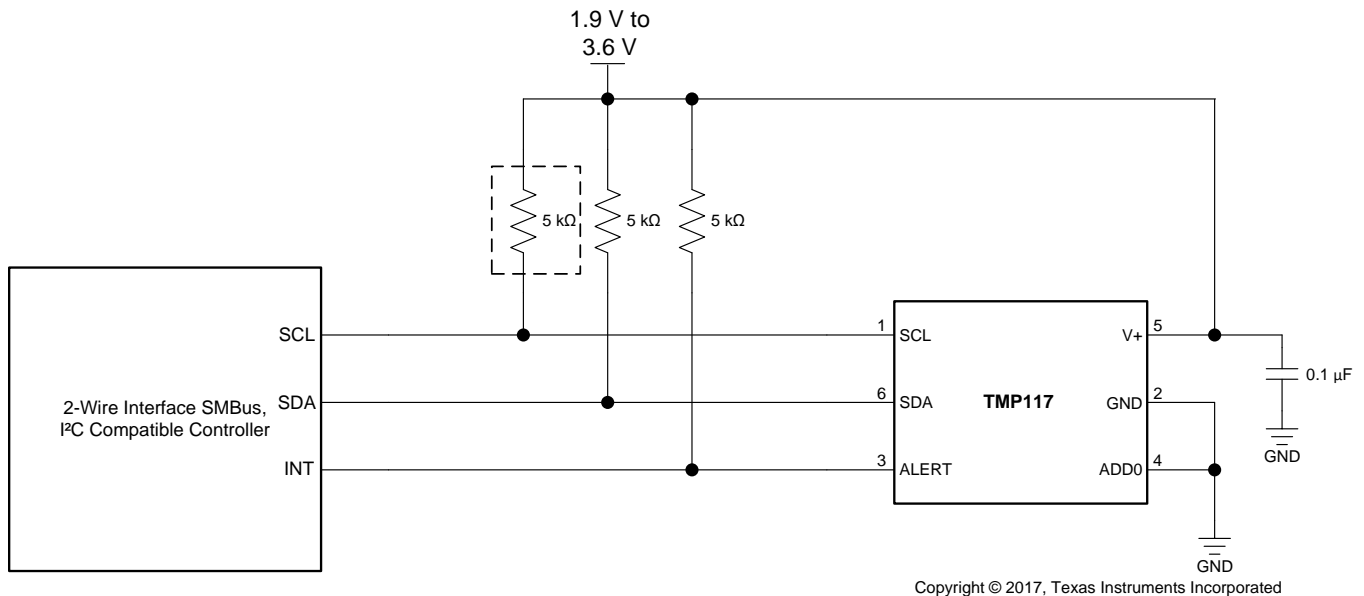 1.9 V to
3.6 V
5 kΩ
5 kΩ
5 kΩ
SCL
SDA
INT
2-Wire Interface SMBus,
I²C Compatible Controller
1
6
3
SCL
SDA
ALERT
TMP117
V+
GND
ADD0
5
2
4
0.1 µF
GND
GND
Copyright © 2017, Texas Instruments Incorporated